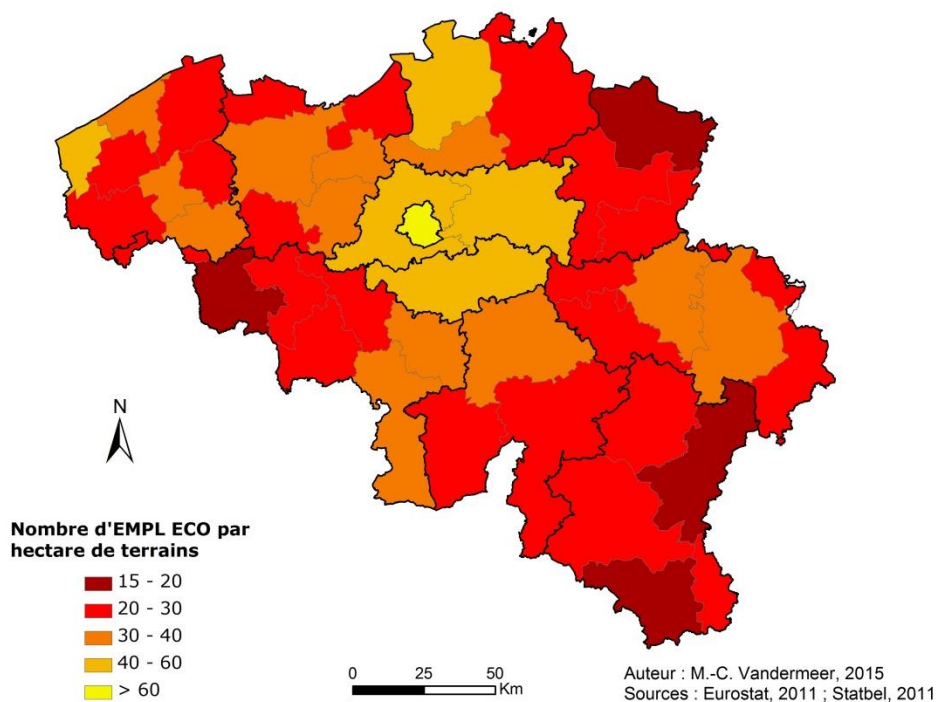 N
Nombre d'EMPL ECO par
hectare de terrains
15 - 20
20 - 30
30 - 40
40 - 60
> 60
0 25 50
Km
Auteur : M.-C. Vandermeer, 2015
Sources : Eurostat, 2011 ; Statbel, 2011